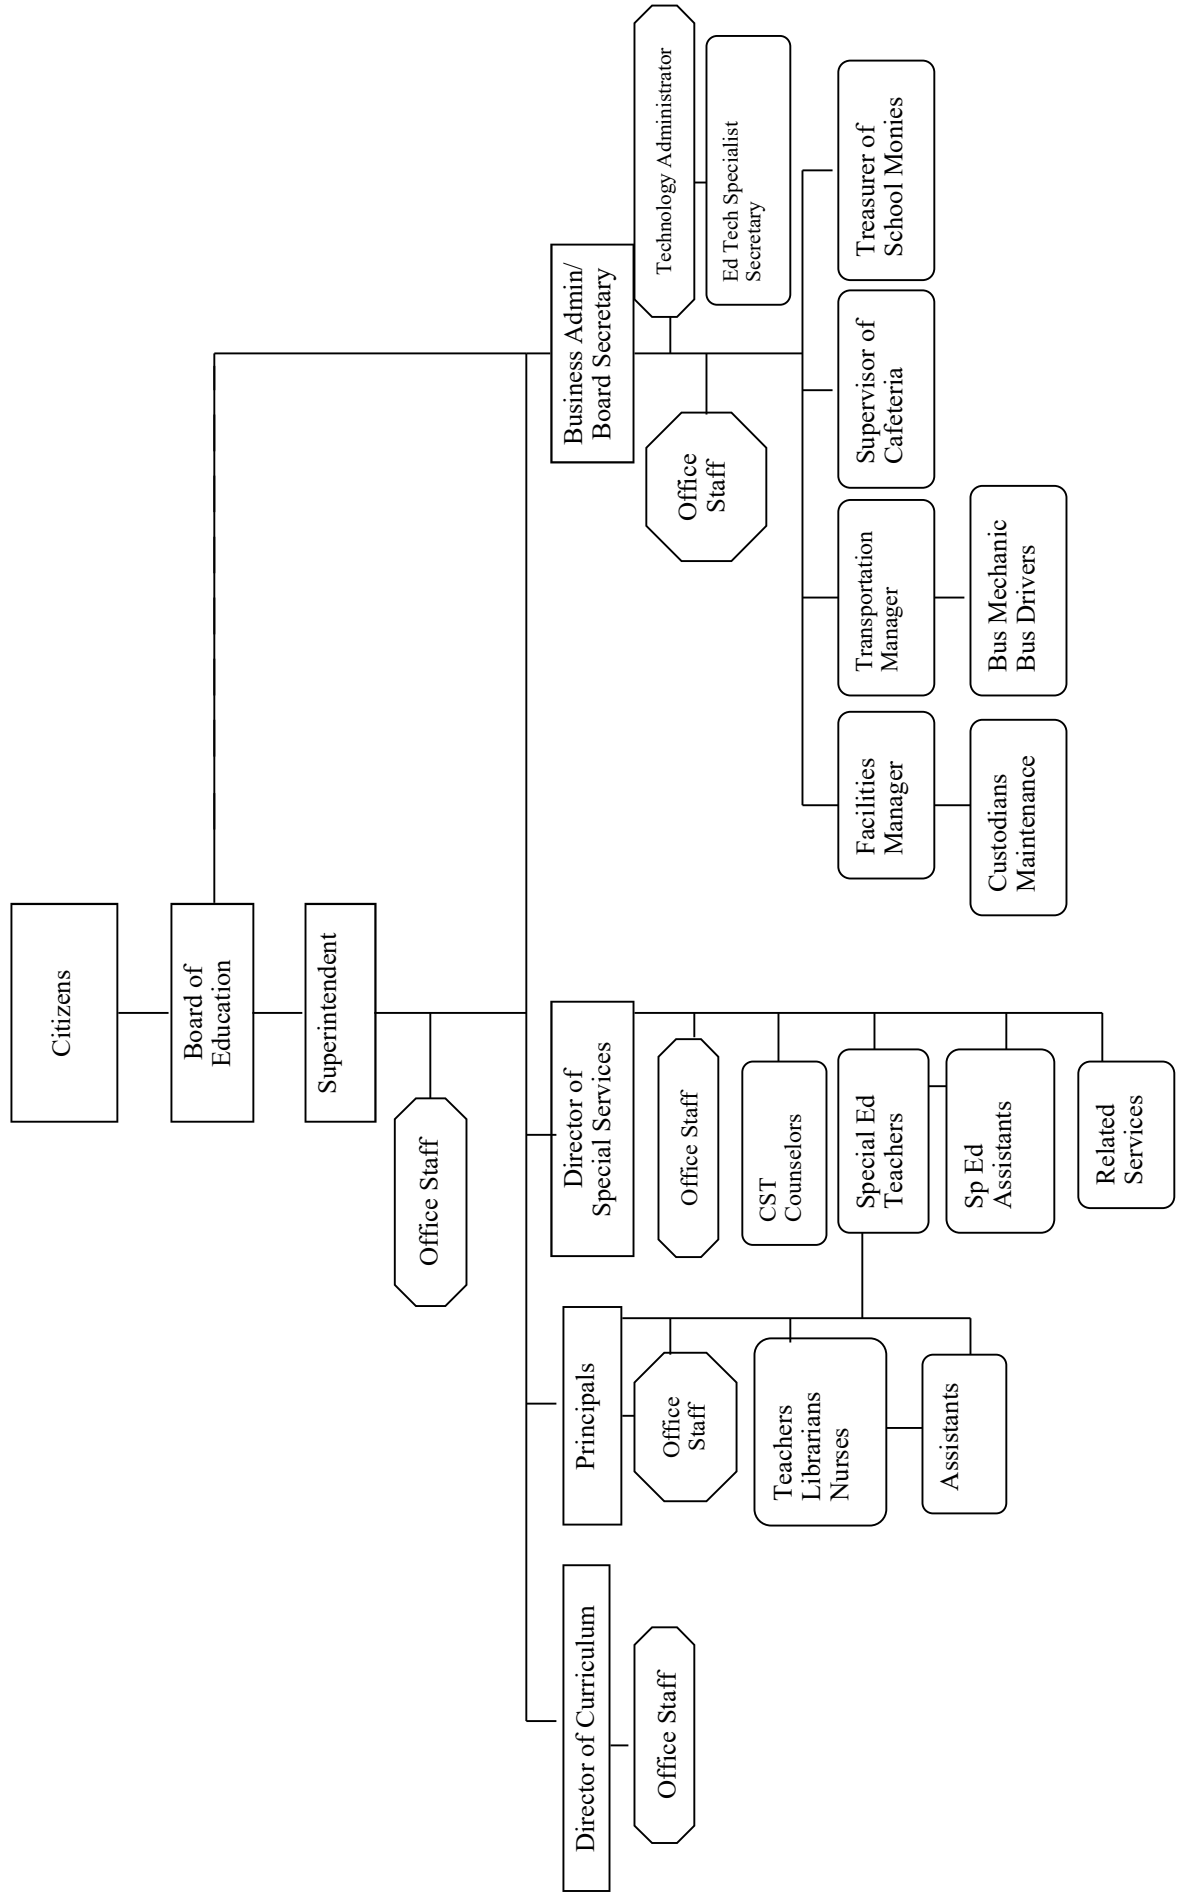 Citizens
Board of
Education
Superintendent
Office Staff
Director of Curriculum
Office Staff
Principals
Office
Staff
Teachers
Librarians
Nurses
Assistants
Director of
Special Services
Office Staff
CST
Counselors
Special Ed
Teachers
Sp Ed
Assistants
Related
Services
Business Admin/
Board Secretary
Office
Staff
Technology Administrator
Ed Tech Specialist
Secretary
Facilities
Manager
Custodians
Maintenance
Transportation
Manager
Bus Mechanic
Bus Drivers
Supervisor of
Cafeteria
Treasurer of
School Monies